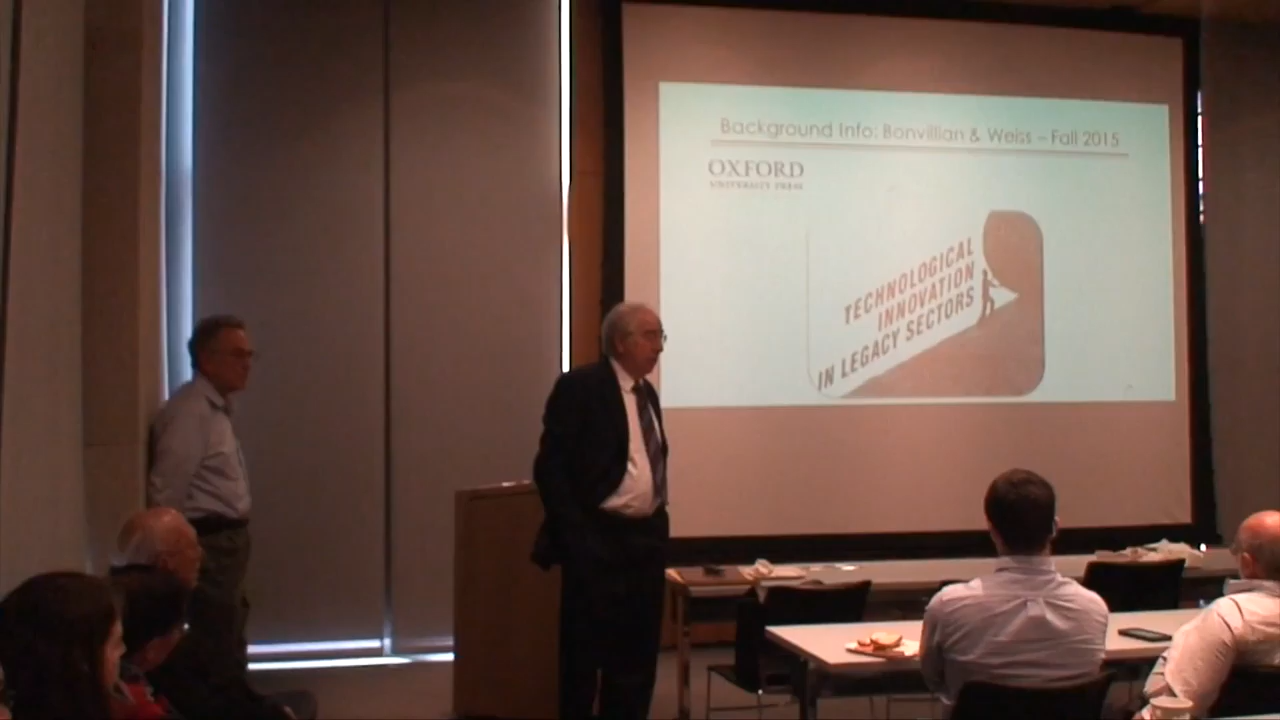 Background Info: Bonvillian & Weiss – Fall 2015
OXFORD
UNIVERSITY PRESS
TECHNOLOGICAL
INNOVATION
IN LEGACY SECTORS